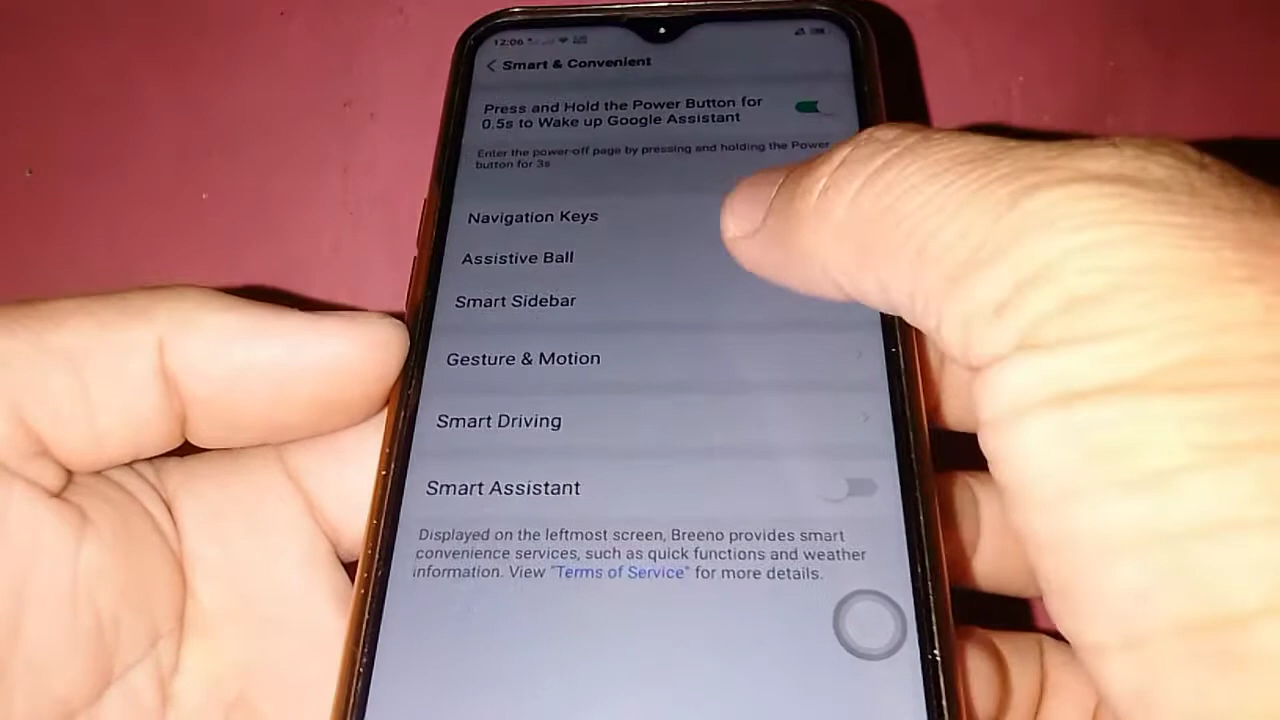 12:06
Smart & Convenient
Press and Hold the Power Button for
0.5s to Wake up Google Assistant
Enter the power-off page by pressing and holding the Power
button for 3s
Navigation Keys
Assistive Ball
Smart Sidebar
Gesture & Motion
Smart Driving
Smart Assistant
Displayed on the leftmost screen, Breeno provides smart
convenience services, such as quick functions and weather
information. View "Terms of Service" for more details.